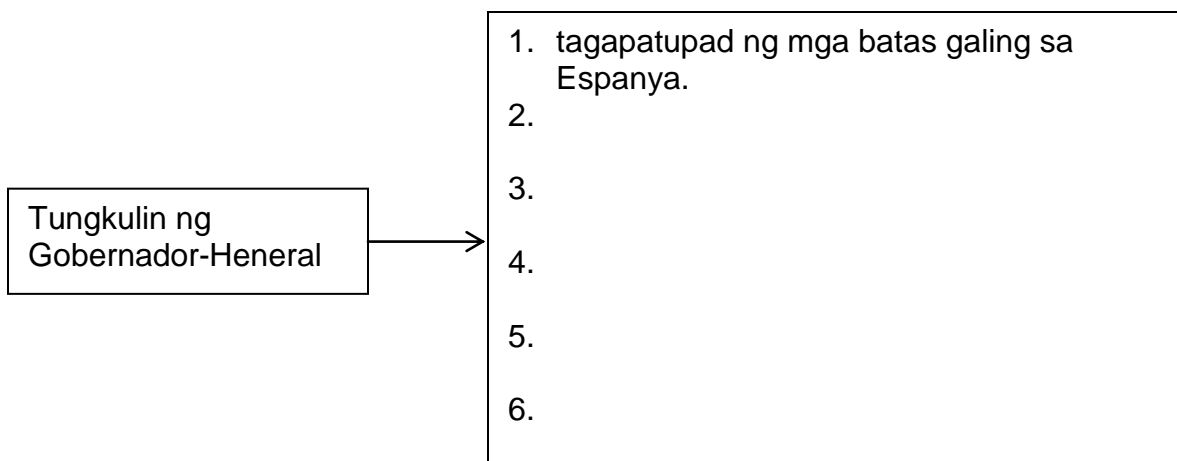 1. tagapatupad ng mga batas galing sa
Espanya.
2.
3.
Tungkulin ng
Gobernador-Heneral
4.
5.
6.